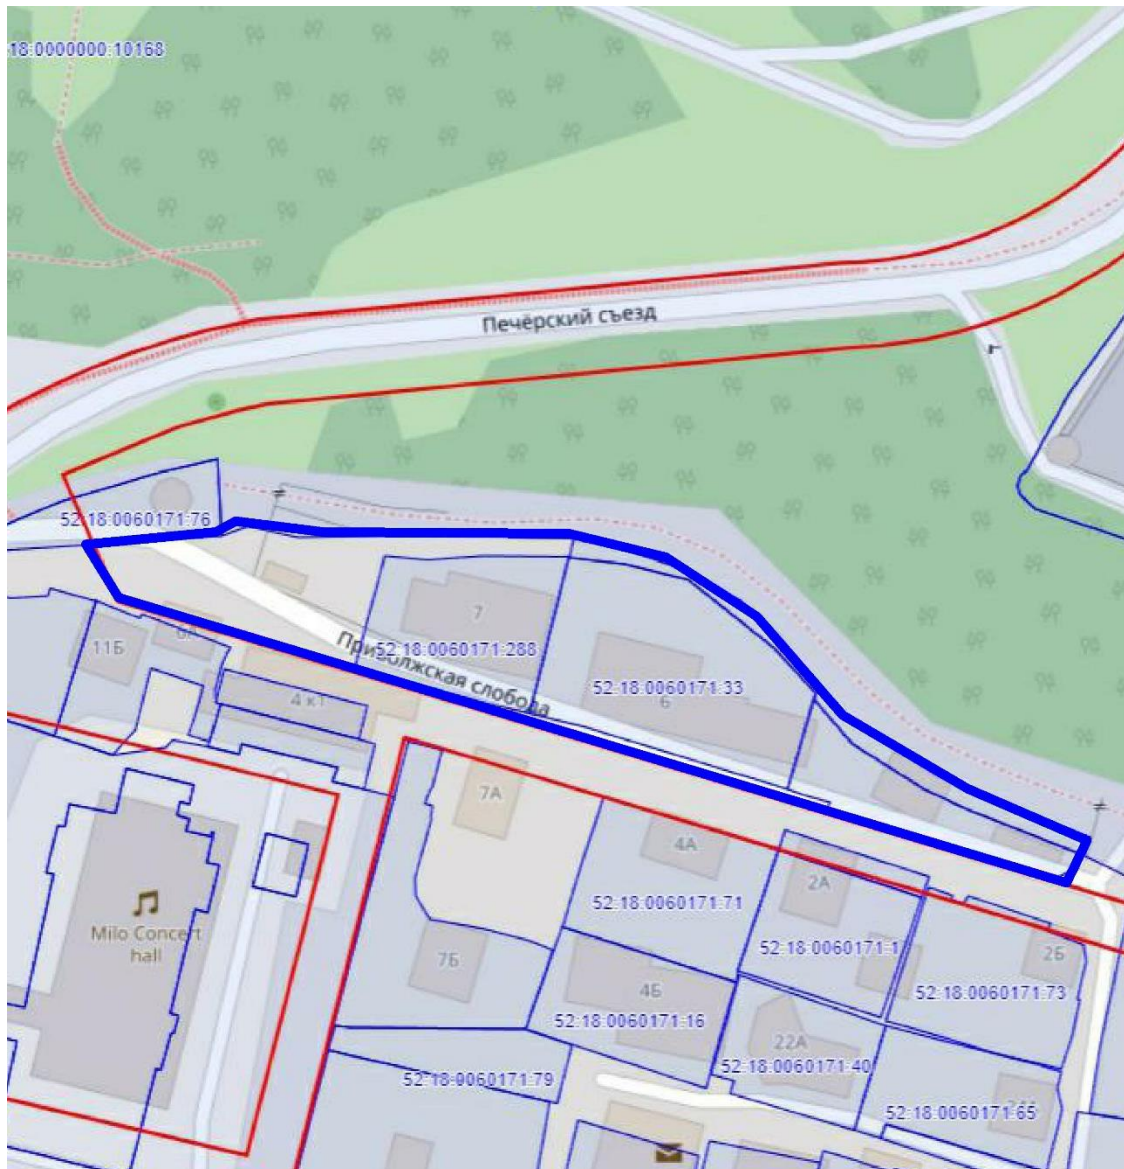 18:0000000:10168
Печёрский съезд
52:18:0060171:76
7
11Б
6А
52:18:0060171:288
Приволжская слобода
52:18:0060171:33
6
4 к1
7А
4А
2А
52:18:0060171:71
Milo Concert
hall
52:18:0060171:1
2Б
7Б
4Б
52:18:0060171:73
52:18:0060171:16
22А
52:18:0060171:40
52:18:0060171:79
52:18:0060171:65